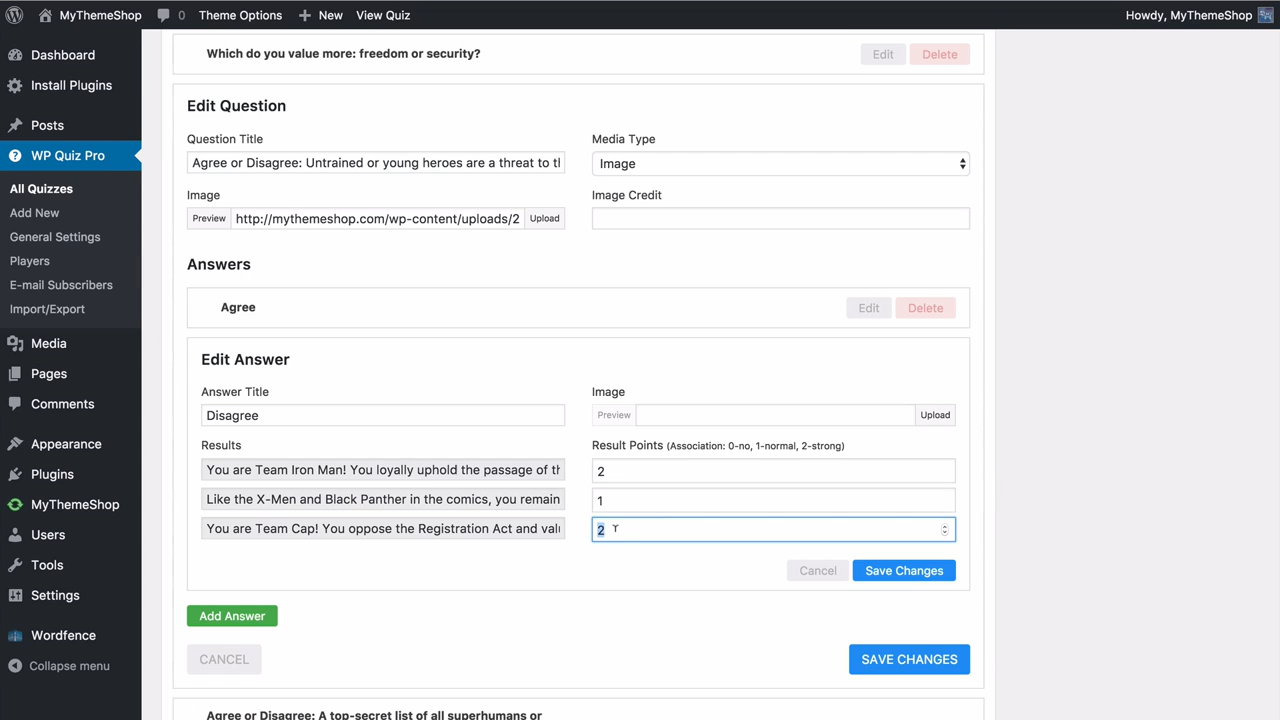 MyThemeShop 0 Theme Options New View Quiz Howdy, MyThemeShop
Dashboard
Install Plugins
Posts
WP Quiz Pro
All Quizzes
Add New
General Settings
Players
E-mail Subscribers
Import/Export
Media
Pages
Comments
Appearance
Plugins
MyThemeShop
Users
Tools
Settings
Wordfence
Collapse menu
Which do you value more: freedom or security? Edit Delete
Edit Question
Question Title Media Type
Agree or Disagree: Untrained or young heroes are a threat to Image
Image Image Credit
Preview http://mythemeshop.com/wp-content/uploads/2 Upload
Answers
Agree Edit Delete
Edit Answer
Answer Title Image
Disagree Preview Upload
Results Result Points (Association: 0-no, 1-normal, 2-strong)
You are Team Iron Man! You loyally uphold the passage of 2
Like the X-Men and Black Panther in the comics, you remain 1
You are Team Cap! You oppose the Registration Act and 2
Cancel Save Changes
Add Answer
CANCEL SAVE CHANGES
Agree or Disagree: A top-secret list of all superhumans or